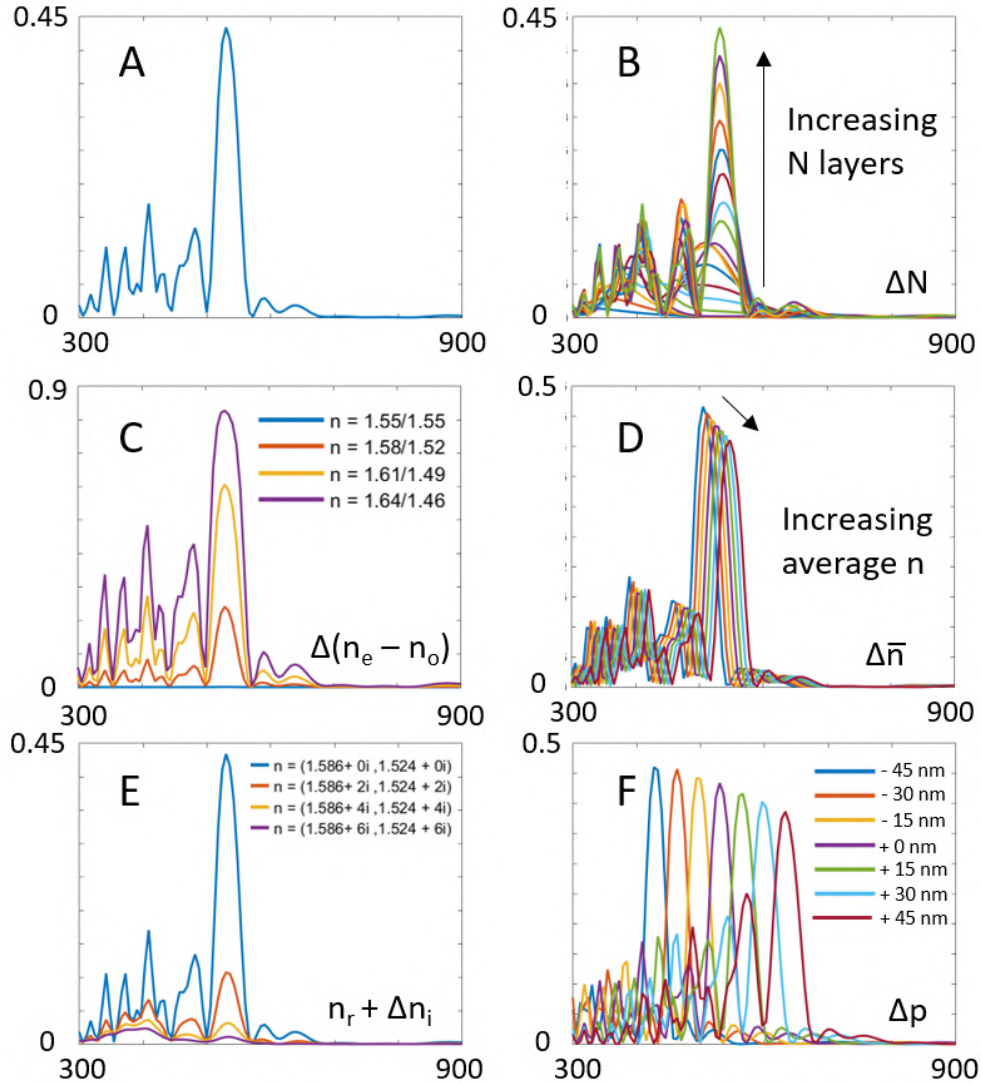 0.45
A
0
300
900
0.45
B
Increasing
N layers
ΔN
0
300
900
0.9
C
n = 1.55/1.55
n = 1.58/1.52
n = 1.61/1.49
n = 1.64/1.46
Δ(nₑ – nₒ)
0
300
900
0.5
D
Increasing
average n
Δn̅
0
300
900
0.45
E
n = (1.586+ 0i ,1.524 + 0i)
n = (1.586+ 2i ,1.524 + 2i)
n = (1.586+ 4i ,1.524 + 4i)
n = (1.586+ 6i ,1.524 + 6i)
nᵣ + Δnᵢ
0
300
900
0.5
F
- 45 nm
- 30 nm
- 15 nm
+ 0 nm
+ 15 nm
+ 30 nm
+ 45 nm
Δp
0
300
900